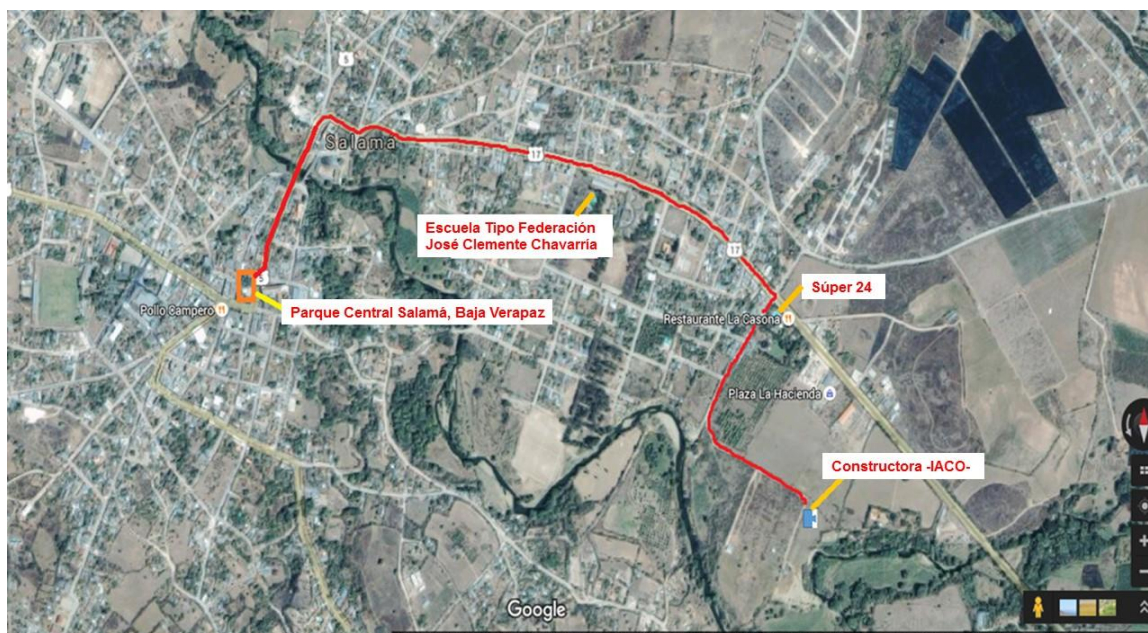 5
Salama
17
Escuela Tipo Federación
José Clemente Chavarría
17
5
Súper 24
Pollo Campero
Parque Central Salamá, Baja Verapaz
Restaurante La Casona
Plaza La Hacienda
Constructora -IACO-
Google